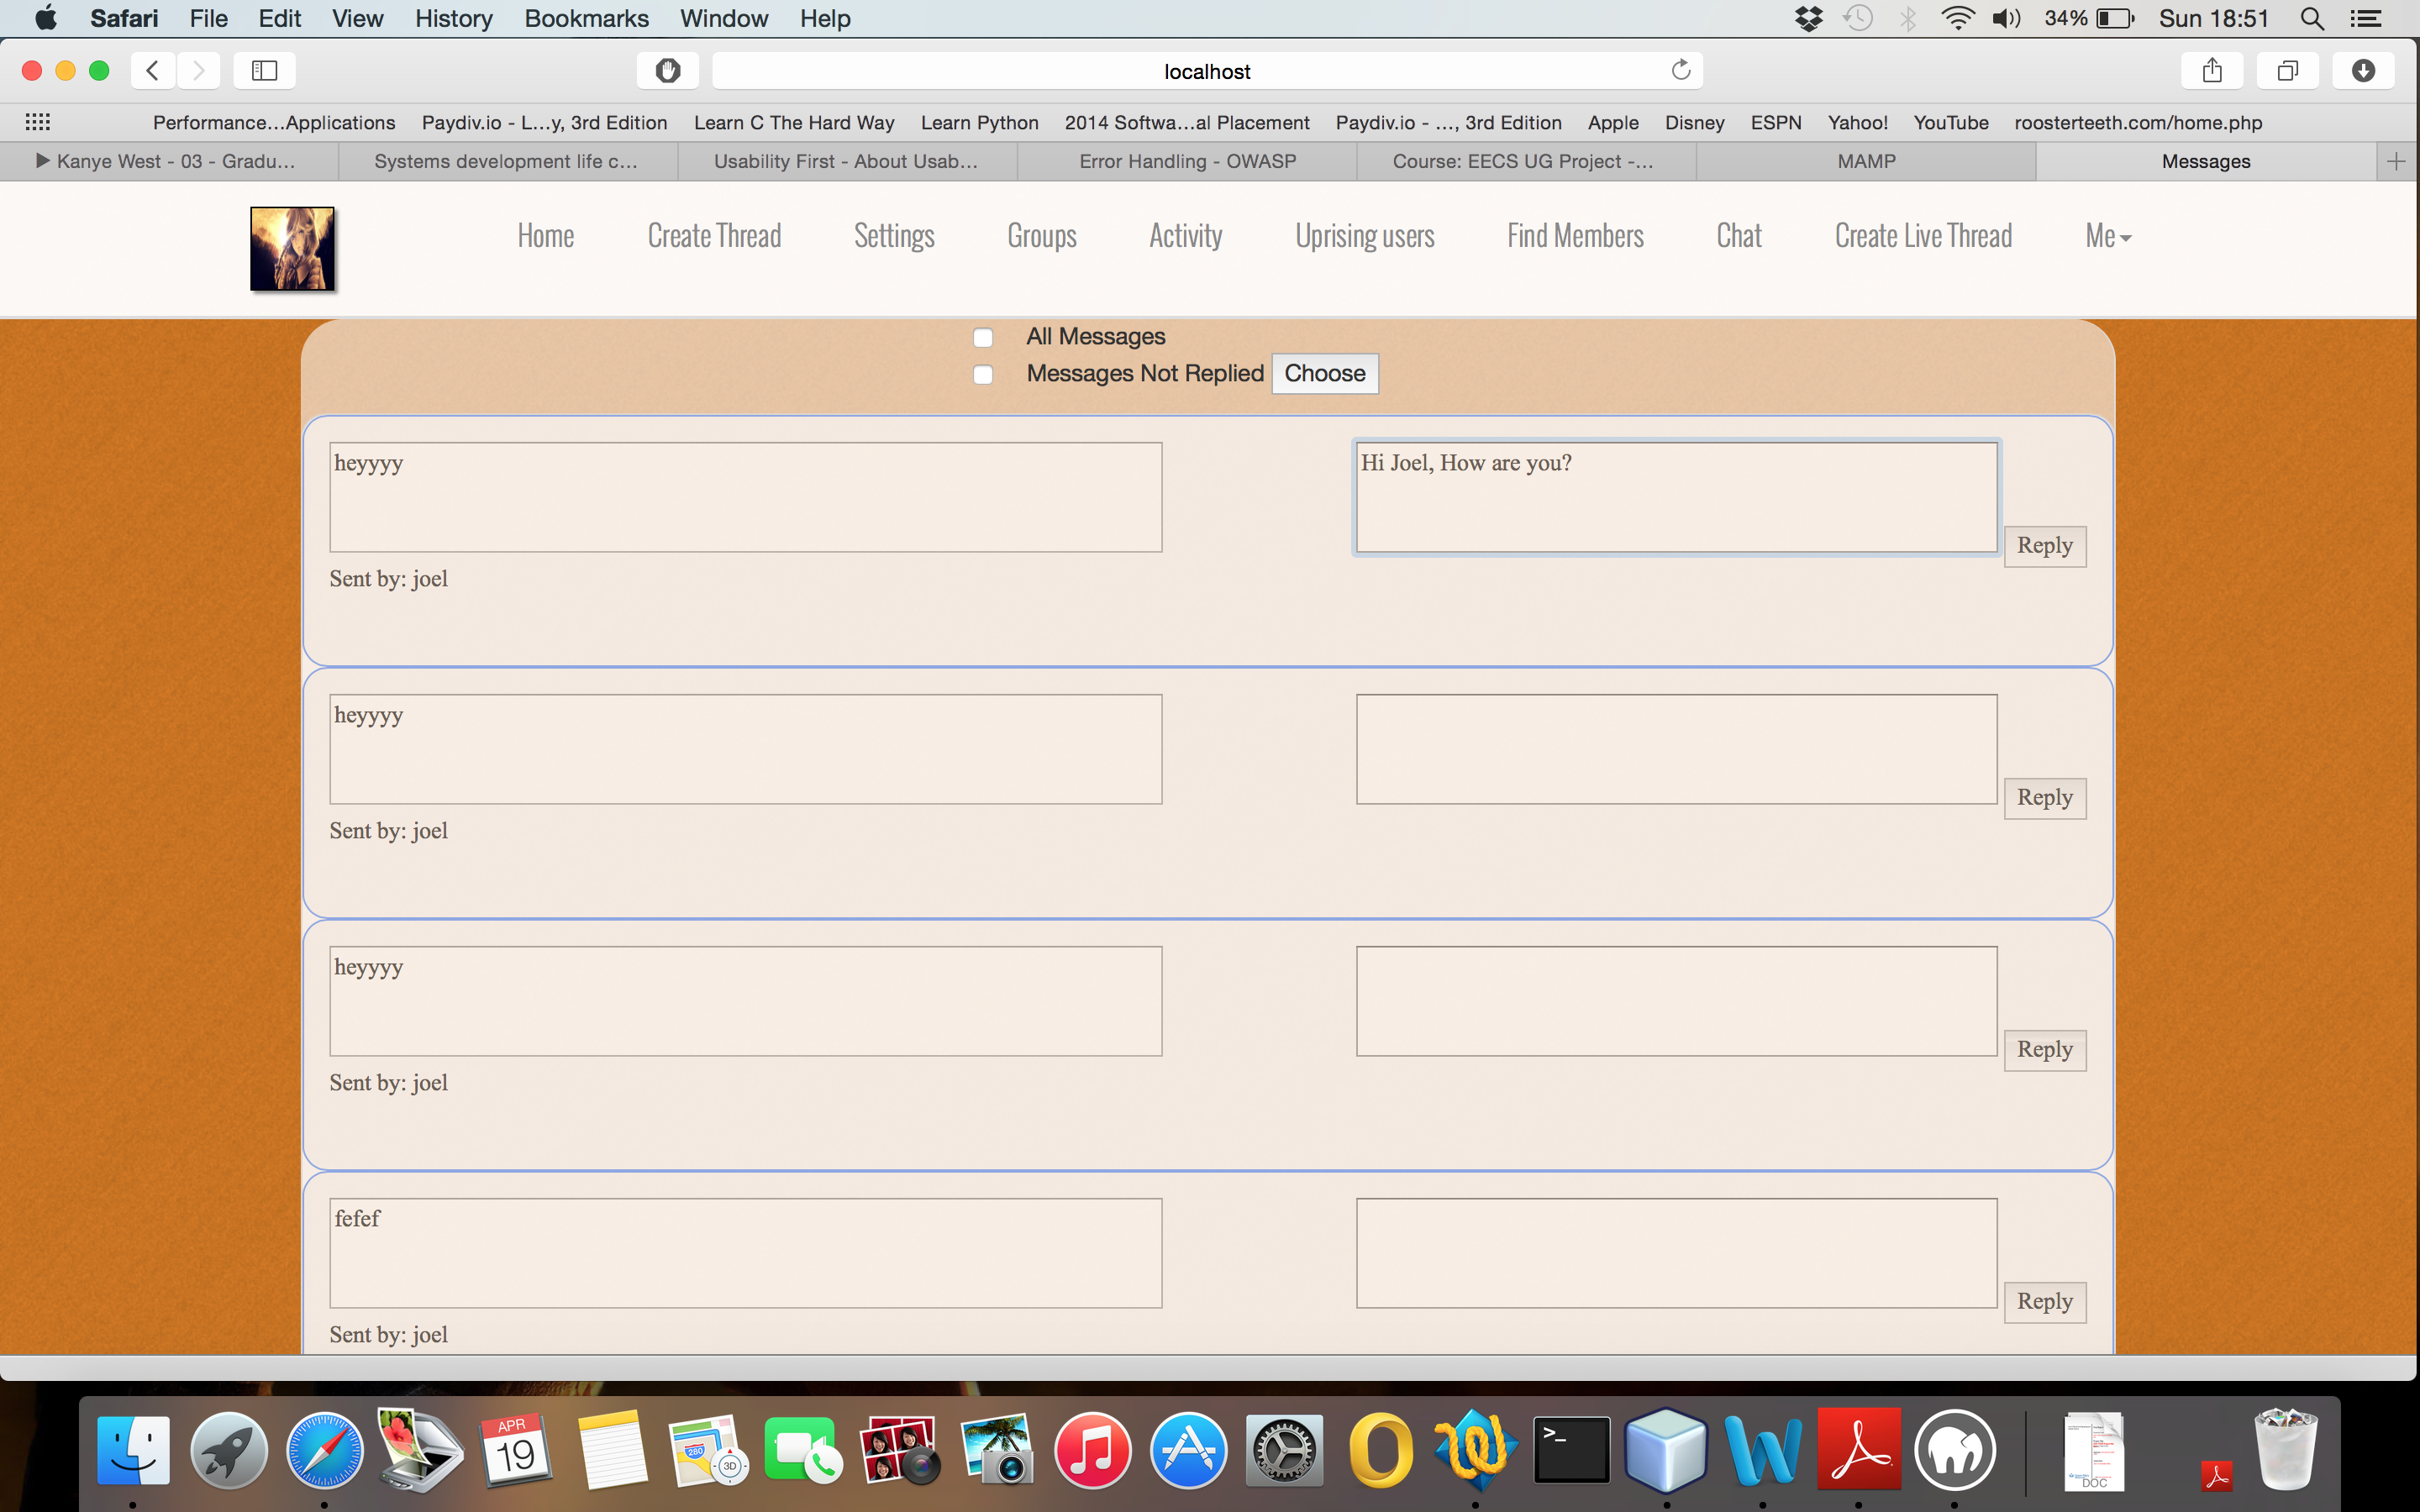 Safari File Edit View History Bookmarks Window Help 34% Sun 18:51
localhost
Performance...Applications Paydiv.io - L...y, 3rd Edition Learn C The Hard Way Learn Python 2014 Softwa...al Placement Paydiv.io - ..., 3rd Edition Apple Disney ESPN Yahoo! YouTube roosterteeth.com/home.php
Kanye West - 03 - Gradu... Systems development life c... Usability First - About Usab... Error Handling - OWASP Course: EECS UG Project -... MAMP Messages
Home Create Thread Settings Groups Activity Uprising users Find Members Chat Create Live Thread Me
All Messages
Messages Not Replied Choose
heyyyy Hi Joel, How are you?
Reply
Sent by: joel
heyyyy
Reply
Sent by: joel
heyyyy
Reply
Sent by: joel
fefef
Reply
Sent by: joel
APR
19
280
3D
>_
DOC